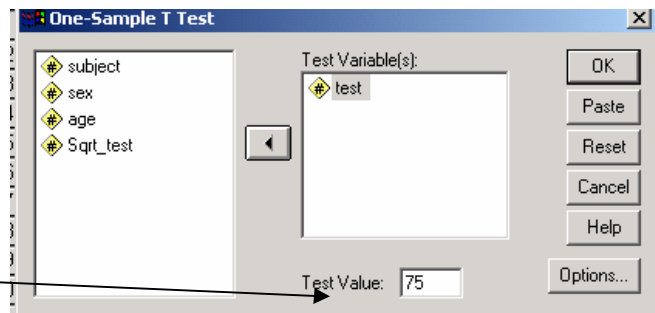 One-Sample T Test
subject
sex
age
Sqrt_test
Test Variable(s):
test
OK
Paste
Reset
Cancel
Help
Options...
Test Value: 75